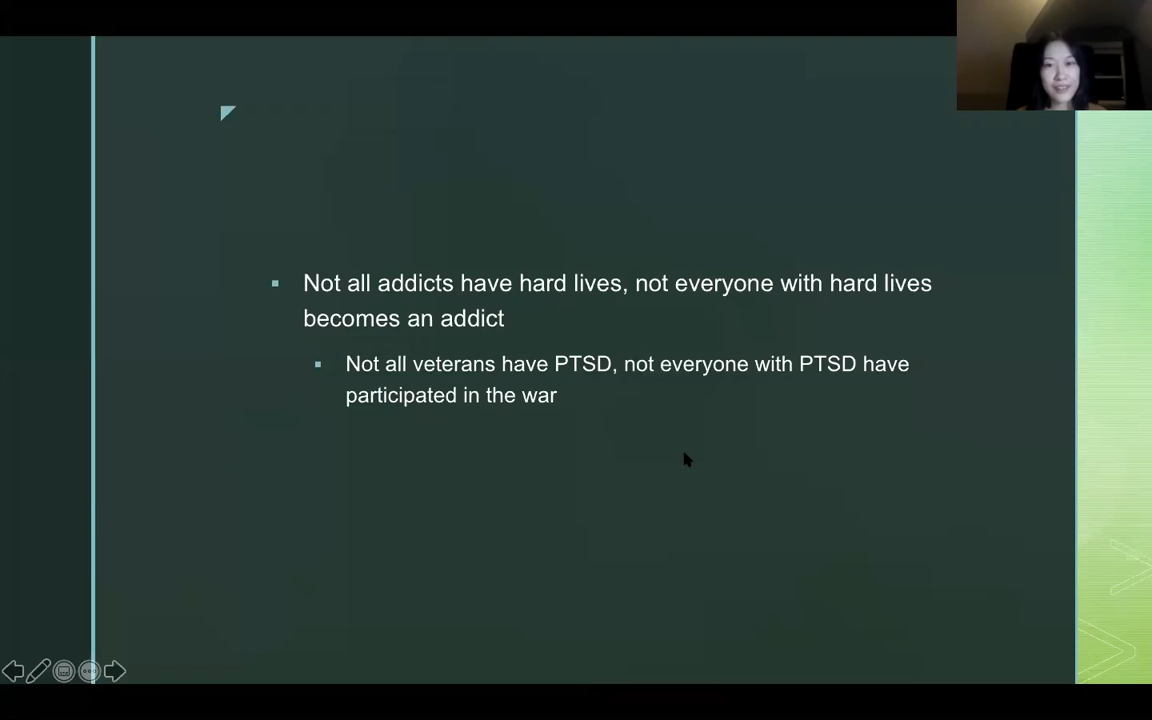 Not all addicts have hard lives, not everyone with hard lives
becomes an addict
Not all veterans have PTSD, not everyone with PTSD have
participated in the war